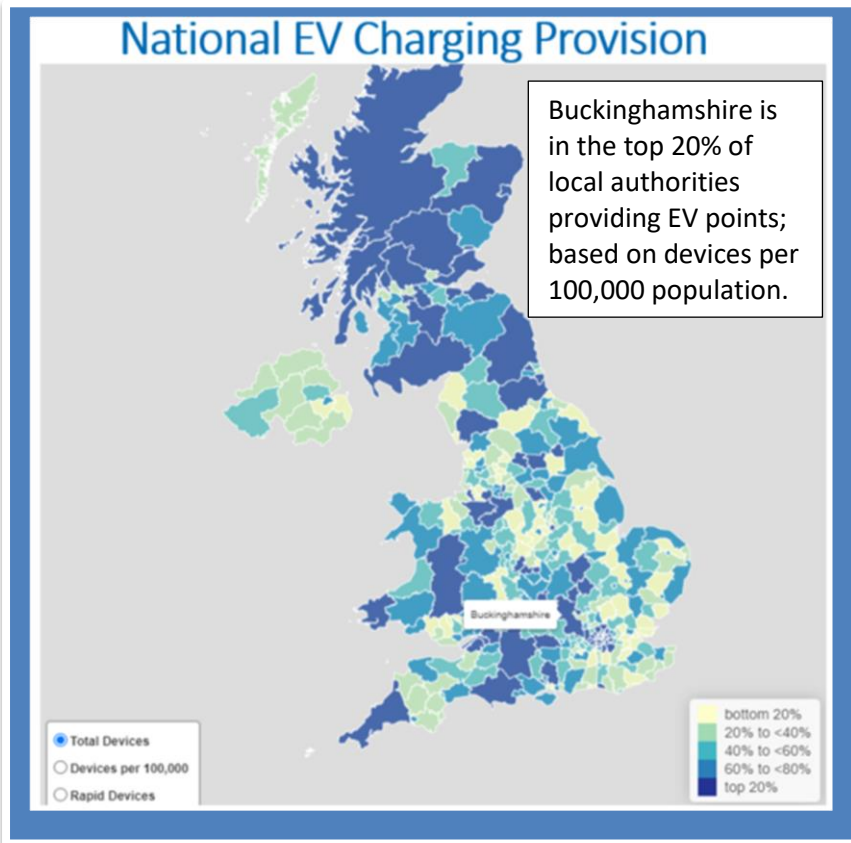 National EV Charging Provision
Buckinghamshire is
in the top 20% of
local authorities
providing EV points;
based on devices per
100,000 population.
Buckinghamshire
Total Devices
Devices per 100,000
Rapid Devices
bottom 20%
20% to <40%
40% to <60%
60% to <80%
top 20%